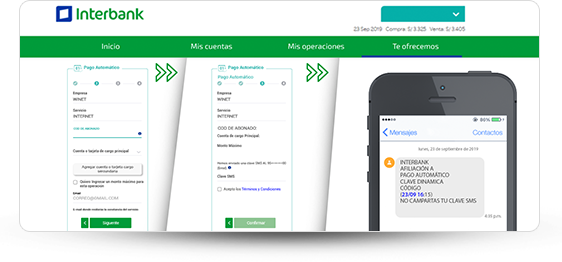 Interbank
23 Sep 2019 Compra: S/ 3.325 Venta: S/ 3.405
Inicio
Mis cuentas
Mis operaciones
Te ofrecemos
Pago Automático
Empresa
WINET
Servicio
INTERNET
COD DE ABONADO
Cuenta o tarjeta de cargo principal
Agregar cuenta o tarjeta cargo
secundaria
Quiero ingresar un monto máximo para
esta operación
Email
CORREO@GMAIL.COM
Siguiente
Pago Automático
Pago Automático
Empresa
WINET
Servicio
INTERNET
COD DE ABONADO
Cuenta de cargo Principal
Monto Máximo
Clave SMS
Acepto los Términos y Condiciones
Confirmar
80%
Mensajes
Contactos
lunes, 23 de septiembre de 2019
INTERBANK
AFILIACIÓN A
PAGO AUTOMÁTICO
CLAVE DINAMICA
CÓDIGO
(23/09 16:15)
NO CAMPARTAS TU CLAVE SMS